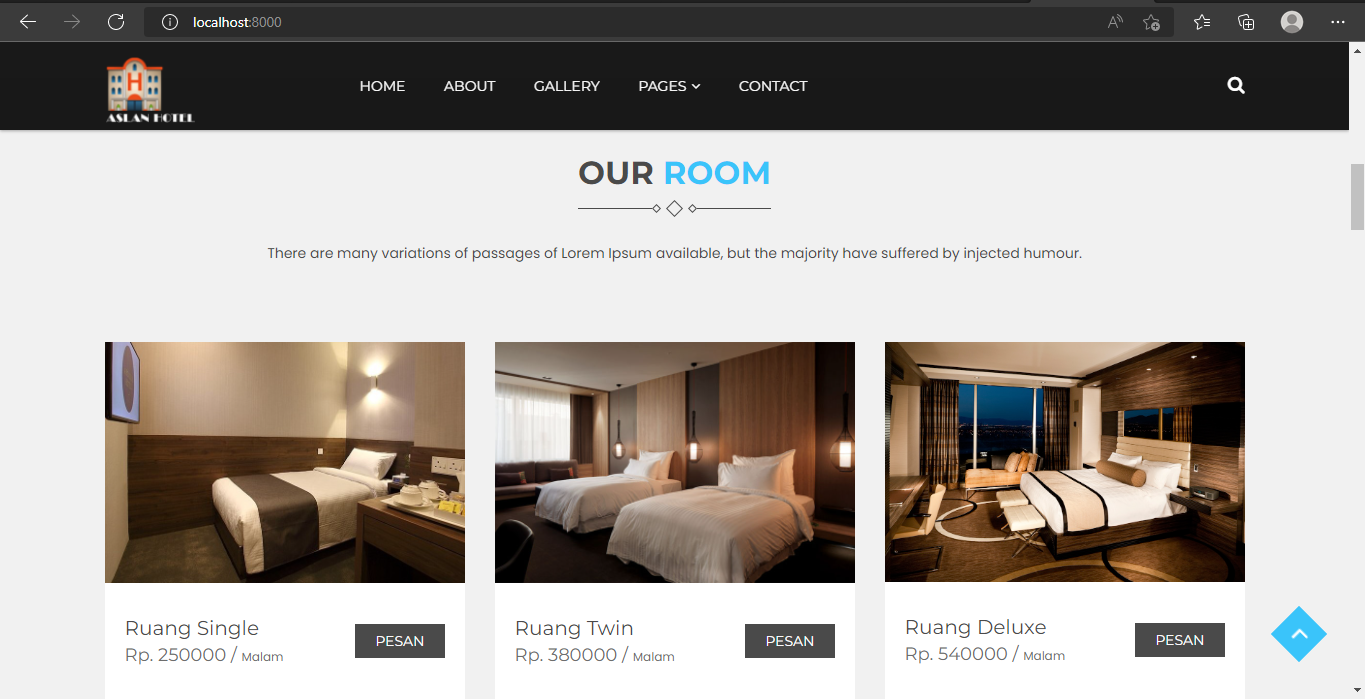 localhost:8000
H
ASLAN HOTEL
HOME ABOUT GALLERY PAGES CONTACT
OUR ROOM
There are many variations of passages of Lorem Ipsum available, but the majority have suffered by injected humour.
Ruang Single
Rp. 250000 / Malam
PESAN
Ruang Twin
Rp. 380000 / Malam
PESAN
Ruang Deluxe
Rp. 540000 / Malam
PESAN